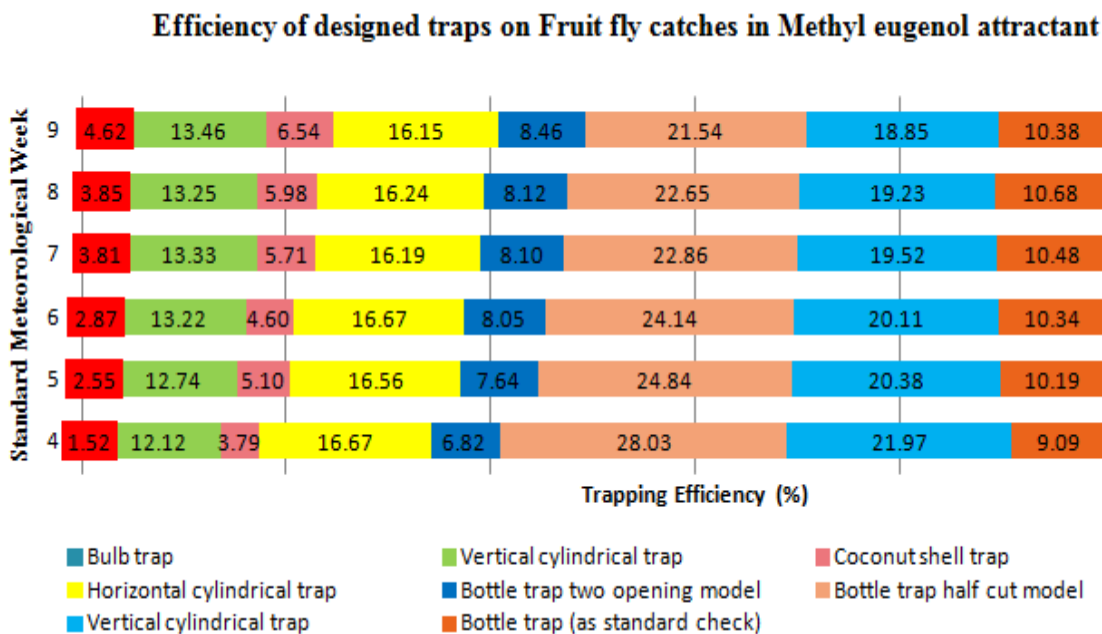 Efficiency of designed traps on Fruit fly catches in Methyl eugenol attractant
Standard Meteorological Week
9 4.62 13.46 6.54 16.15 8.46 21.54 18.85 10.38
8 3.85 13.25 5.98 16.24 8.12 22.65 19.23 10.68
7 3.81 13.33 5.71 16.19 8.10 22.86 19.52 10.48
6 2.87 13.22 4.60 16.67 8.05 24.14 20.11 10.34
5 2.55 12.74 5.10 16.56 7.64 24.84 20.38 10.19
4 1.52 12.12 3.79 16.67 6.82 28.03 21.97 9.09
Trapping Efficiency (%)
Bulb trap Vertical cylindrical trap Coconut shell trap
Horizontal cylindrical trap Bottle trap two opening model Bottle trap half cut model
Vertical cylindrical trap Bottle trap (as standard check)